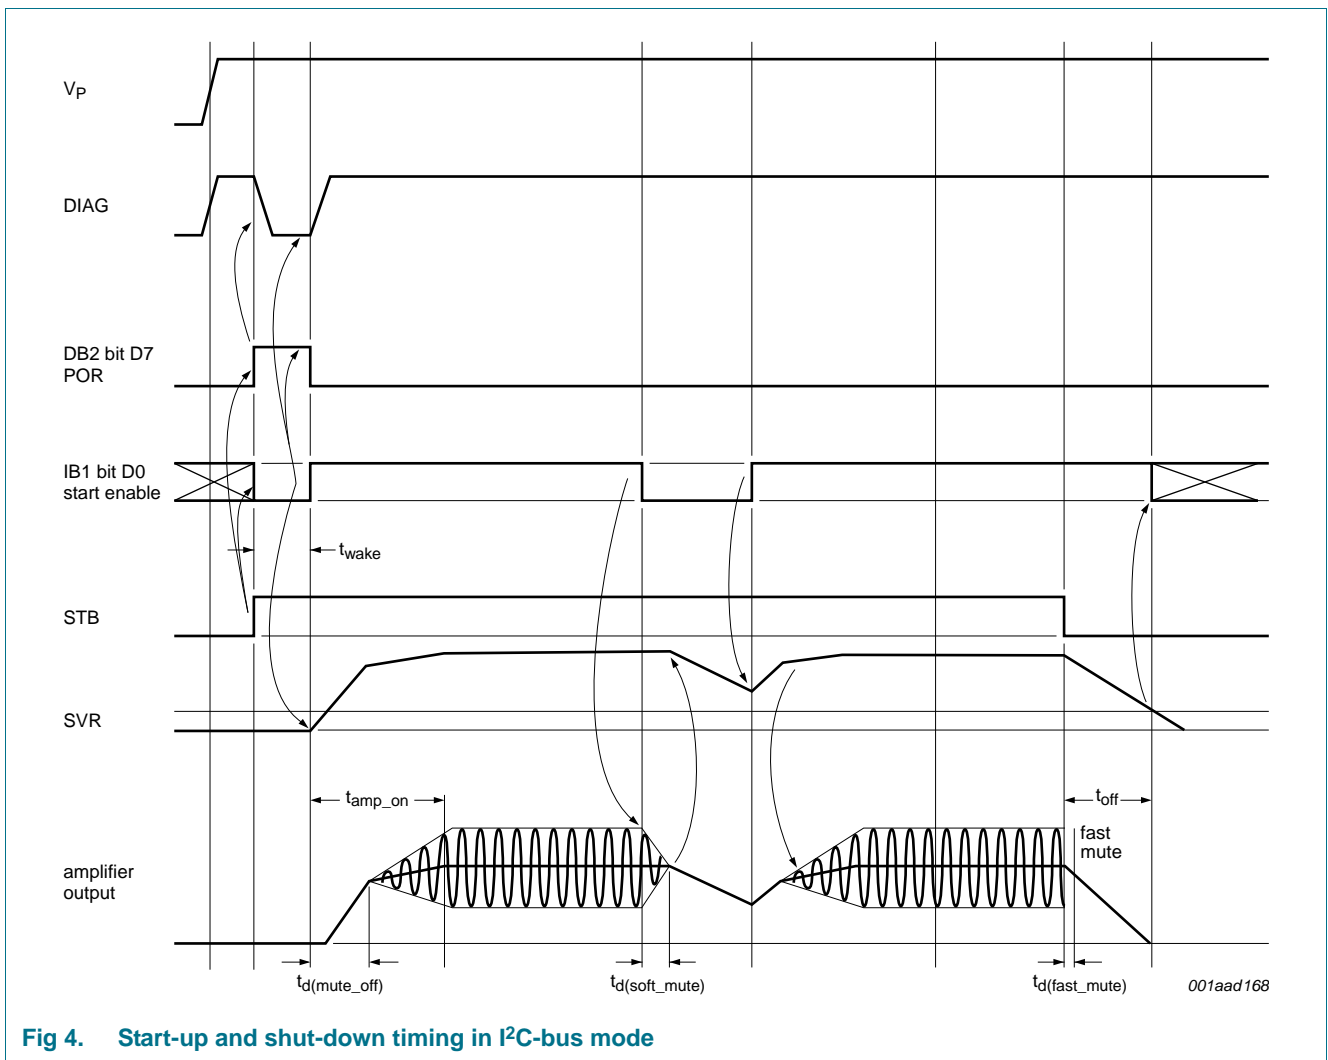 VP
DIAG
DB2 bit D7
POR
IB1 bit D0
start enable
twake
STB
SVR
tamp_on
toff
fast
mute
amplifier
output
td(mute_off)
td(soft_mute)
td(fast_mute)
001aad168
Fig 4. Start-up and shut-down timing in I2C-bus mode